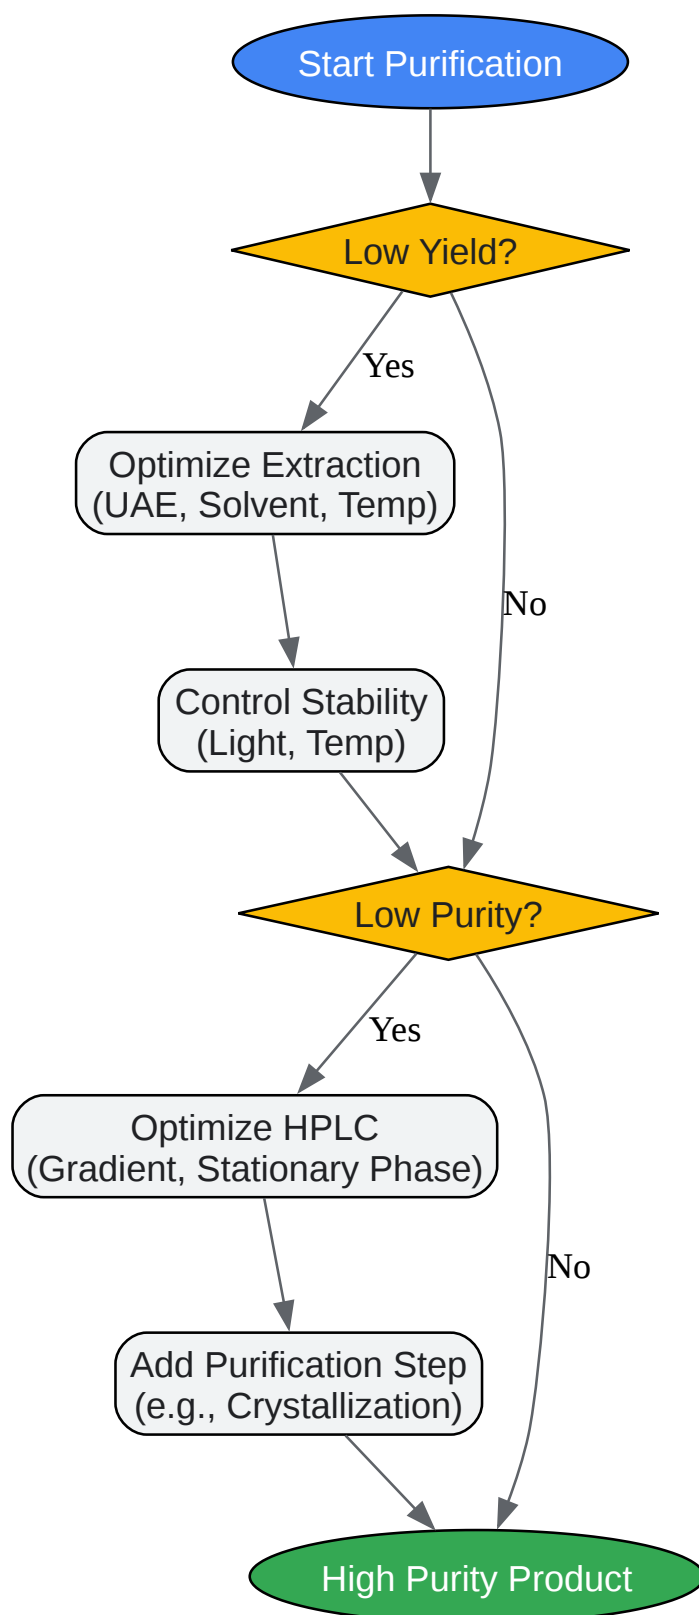 Start Purification
Low Yield?
Yes
Optimize Extraction
(UAE, Solvent, Temp)
No
Control Stability
(Light, Temp)
Low Purity?
Yes
Optimize HPLC
(Gradient, Stationary Phase)
No
Add Purification Step
(e.g., Crystallization)
High Purity Product